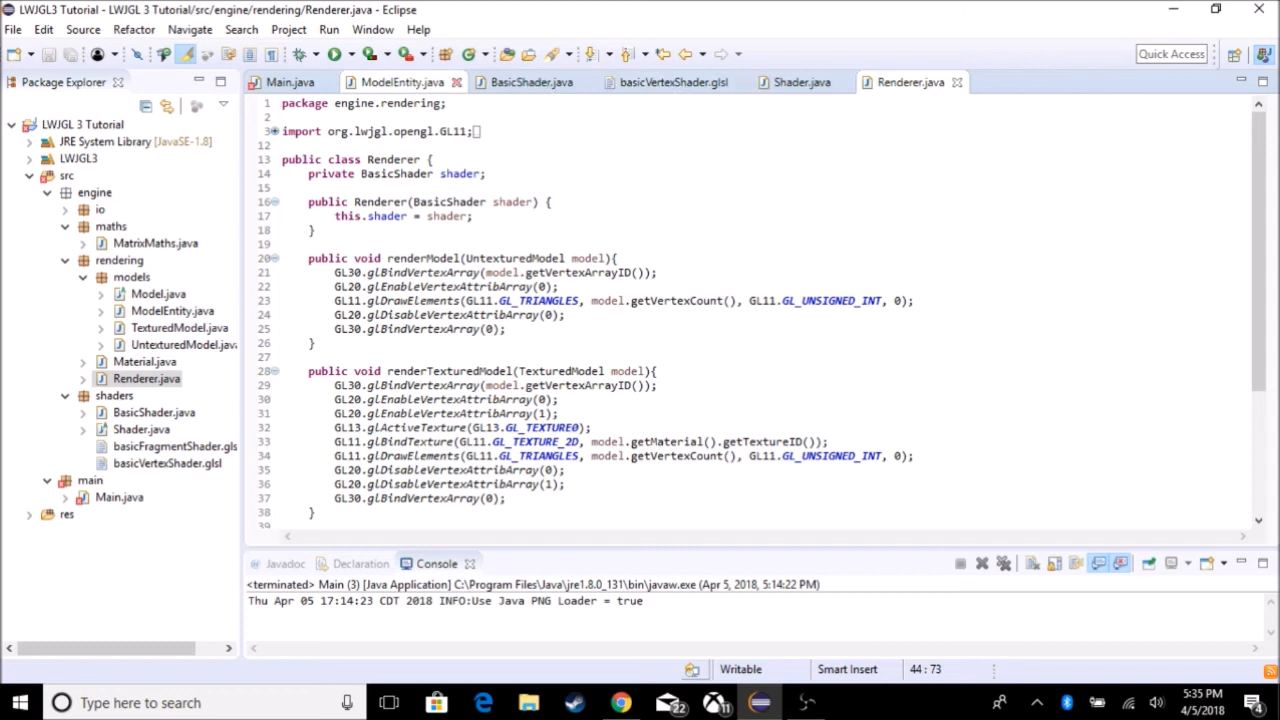 LWJGL3 Tutorial - LWJGL 3 Tutorial/src/engine/rendering/Renderer.java - Eclipse
File Edit Source Refactor Navigate Search Project Run Window Help
Quick Access
Package Explorer
LWJGL 3 Tutorial
JRE System Library [JavaSE-1.8]
LWJGL3
src
engine
io
maths
MatrixMaths.java
rendering
models
Model.java
ModelEntity.java
TexturedModel.java
UntexturedModel.java
Material.java
Renderer.java
shaders
BasicShader.java
Shader.java
basicFragmentShader.gls
basicVertexShader.glsl
main
Main.java
res
Main.java ModelEntity.java BasicShader.java basicVertexShader.glsl Shader.java Renderer.java
1 package engine.rendering;
2
3 import org.lwjgl.opengl.GL11;
12
13 public class Renderer {
14 private BasicShader shader;
15
16 public Renderer(BasicShader shader) {
17 this.shader = shader;
18 }
19
20 public void renderModel(UntexturedModel model){
21 GL30.glBindVertexArray(model.getVertexArrayID());
22 GL20.glEnableVertexAttribArray(0);
23 GL11.glDrawElements(GL11.GL_TRIANGLES, model.getVertexCount(), GL11.GL_UNSIGNED_INT, 0);
24 GL20.glDisableVertexAttribArray(0);
25 GL30.glBindVertexArray(0);
26 }
27
28 public void renderTexturedModel(TexturedModel model){
29 GL30.glBindVertexArray(model.getVertexArrayID());
30 GL20.glEnableVertexAttribArray(0);
31 GL20.glEnableVertexAttribArray(1);
32 GL13.glActiveTexture(GL13.GL_TEXTURE0);
33 GL11.glBindTexture(GL11.GL_TEXTURE_2D, model.getMaterial().getTextureID());
34 GL11.glDrawElements(GL11.GL_TRIANGLES, model.getVertexCount(), GL11.GL_UNSIGNED_INT, 0);
35 GL20.glDisableVertexAttribArray(0);
36 GL20.glDisableVertexAttribArray(1);
37 GL30.glBindVertexArray(0);
38 }
39
Javadoc Declaration Console
<terminated> Main (3) [Java Application] C:\Program Files\Java\jre1.8.0_131\bin\javaw.exe (Apr 5, 2018, 5:14:22 PM)
Thu Apr 05 17:14:23 CDT 2018 INFO:Use Java PNG Loader = true
Writable Smart Insert 44 : 73
Type here to search
22
11
5:35 PM
4/5/2018
4